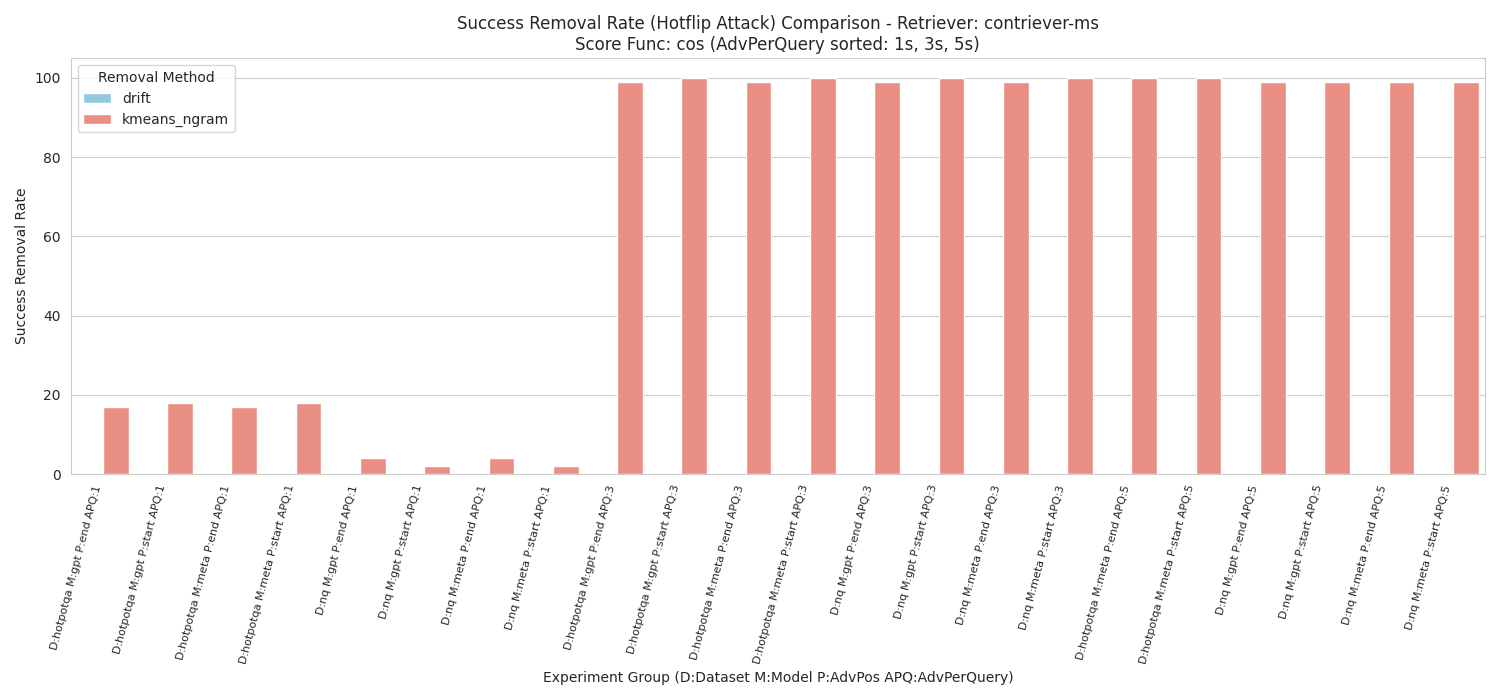 Success Removal Rate (Hotflip Attack) Comparison - Retriever: contriever-ms
Score Func: cos (AdvPerQuery sorted: 1s, 3s, 5s)
Removal Method
drift
kmeans_ngram
Success Removal Rate
100
80
60
40
20
0
D:hotpotqa M:gpt P:end APQ:1
D:hotpotqa M:gpt P:start APQ:1
D:hotpotqa M:meta P:end APQ:1
D:hotpotqa M:meta P:start APQ:1
D:nq M:gpt P:end APQ:1
D:nq M:gpt P:start APQ:1
D:nq M:meta P:end APQ:1
D:nq M:meta P:start APQ:1
D:hotpotqa M:gpt P:end APQ:3
D:hotpotqa M:gpt P:start APQ:3
D:hotpotqa M:meta P:end APQ:3
D:hotpotqa M:meta P:start APQ:3
D:nq M:gpt P:end APQ:3
D:nq M:gpt P:start APQ:3
D:nq M:meta P:end APQ:3
D:nq M:meta P:start APQ:3
D:hotpotqa M:meta P:end APQ:5
D:hotpotqa M:meta P:start APQ:5
D:nq M:gpt P:end APQ:5
D:nq M:gpt P:start APQ:5
D:nq M:meta P:end APQ:5
D:nq M:meta P:start APQ:5
Experiment Group (D:Dataset M:Model P:AdvPos APQ:AdvPerQuery)